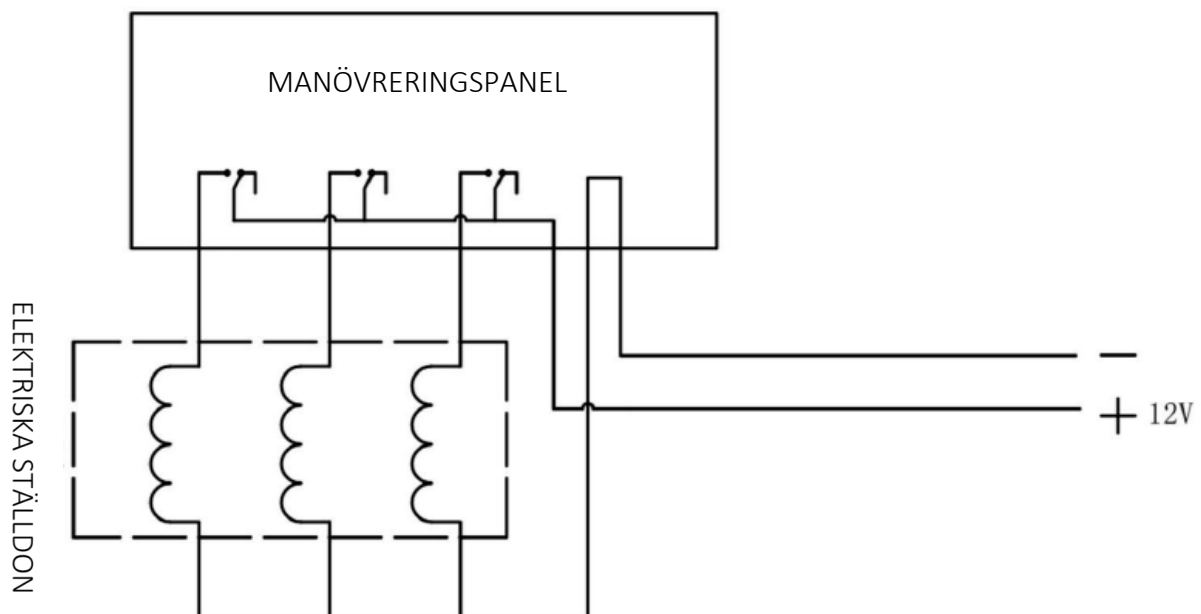 MANÖVRERINGSPANEL
ELEKTRISKA STÄLLDON
—
+ 12V